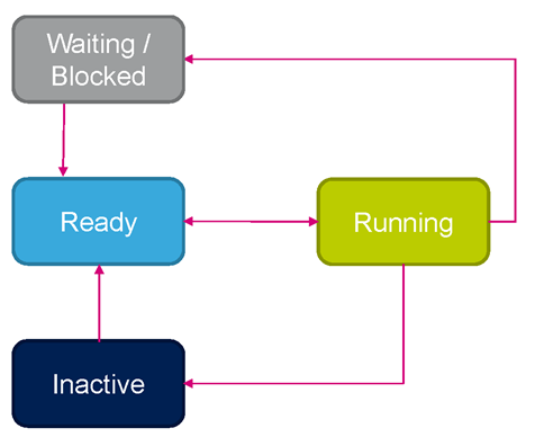 Waiting /
Blocked
Ready
Running
Inactive